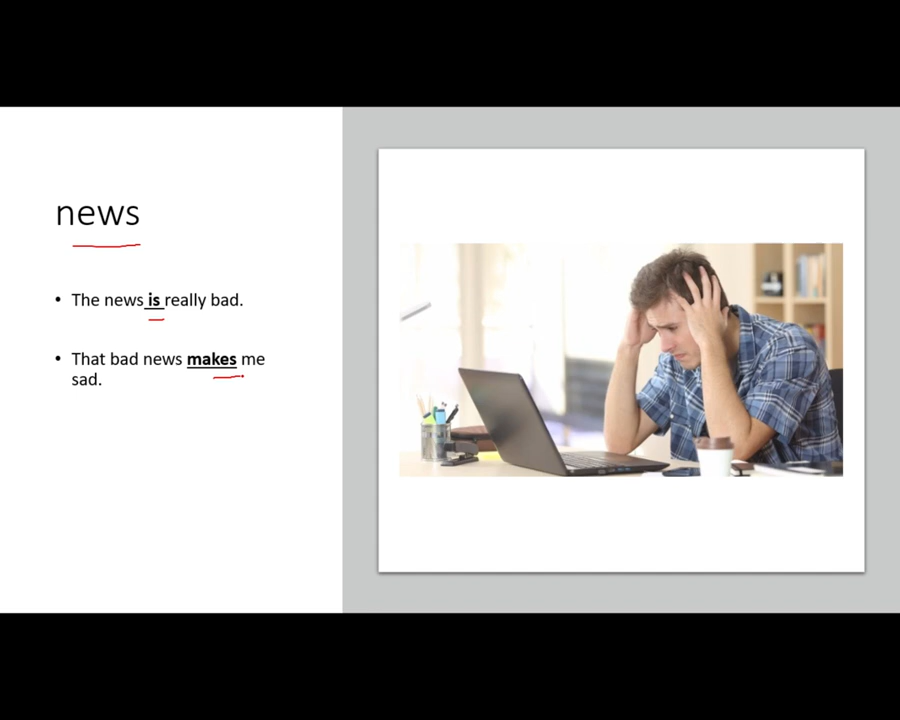 news
• The news is really bad.
• That bad news makes me
sad.